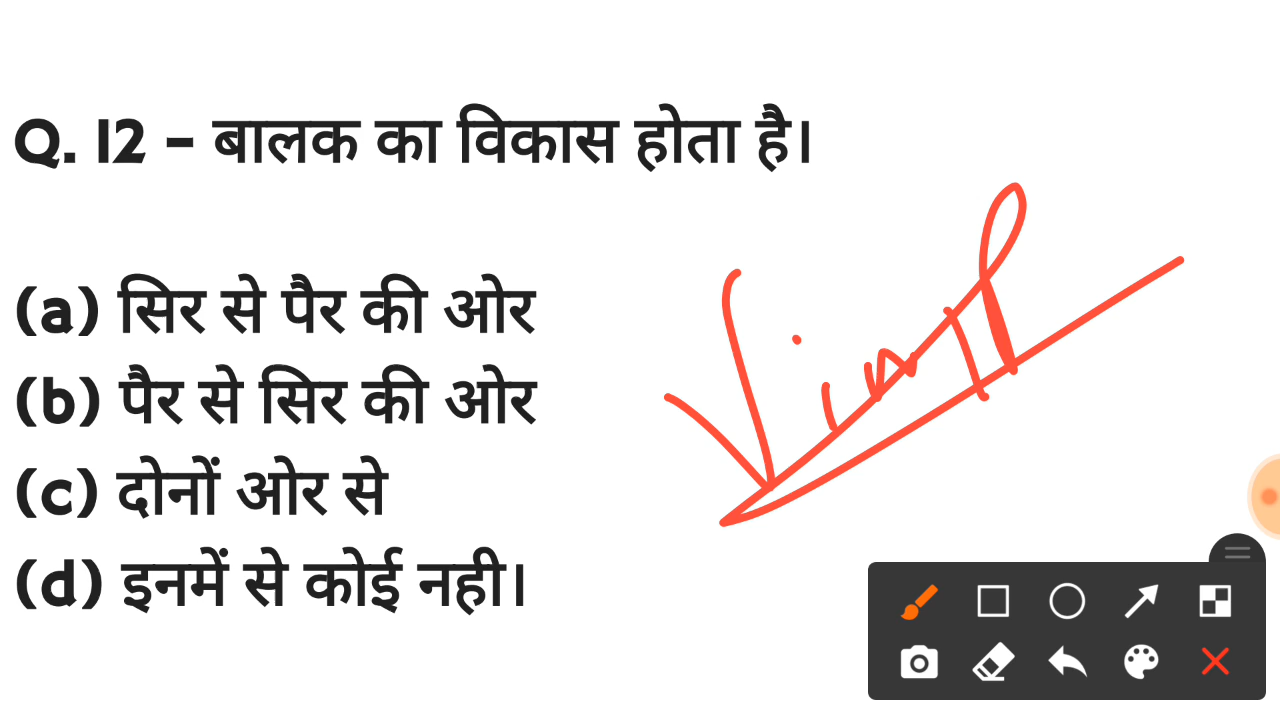 Q. 12 - बालक का विकास होता है।
(a) सिर से पैर की ओर
(b) पैर से सिर की ओर
(c) दोनों ओर से
(d) इनमें से कोई नही।